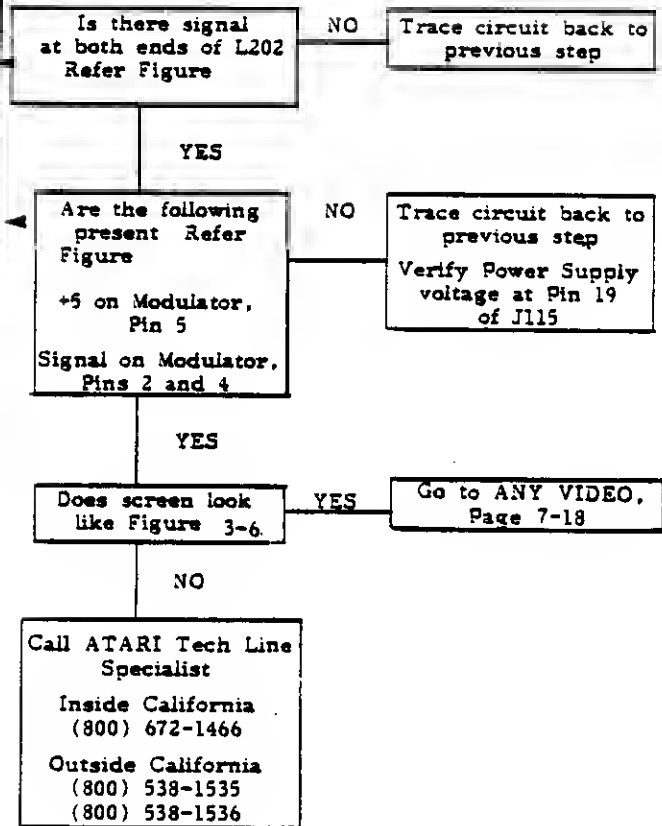 Is there signal
at both ends of L202
Refer Figure
NO
Trace circuit back to
previous step
YES
Are the following
present Refer
Figure
+5 on Modulator,
Pin 5
Signal on Modulator,
Pins 2 and 4
NO
Trace circuit back to
previous step
Verify Power Supply
voltage at Pin 19
of J115
YES
Does screen look
like Figure 3-6.
YES
Go to ANY VIDEO,
Page 7-18
NO
Call ATARI Tech Line
Specialist
Inside California
(800) 672-1466
Outside California
(800) 538-1535
(800) 538-1536